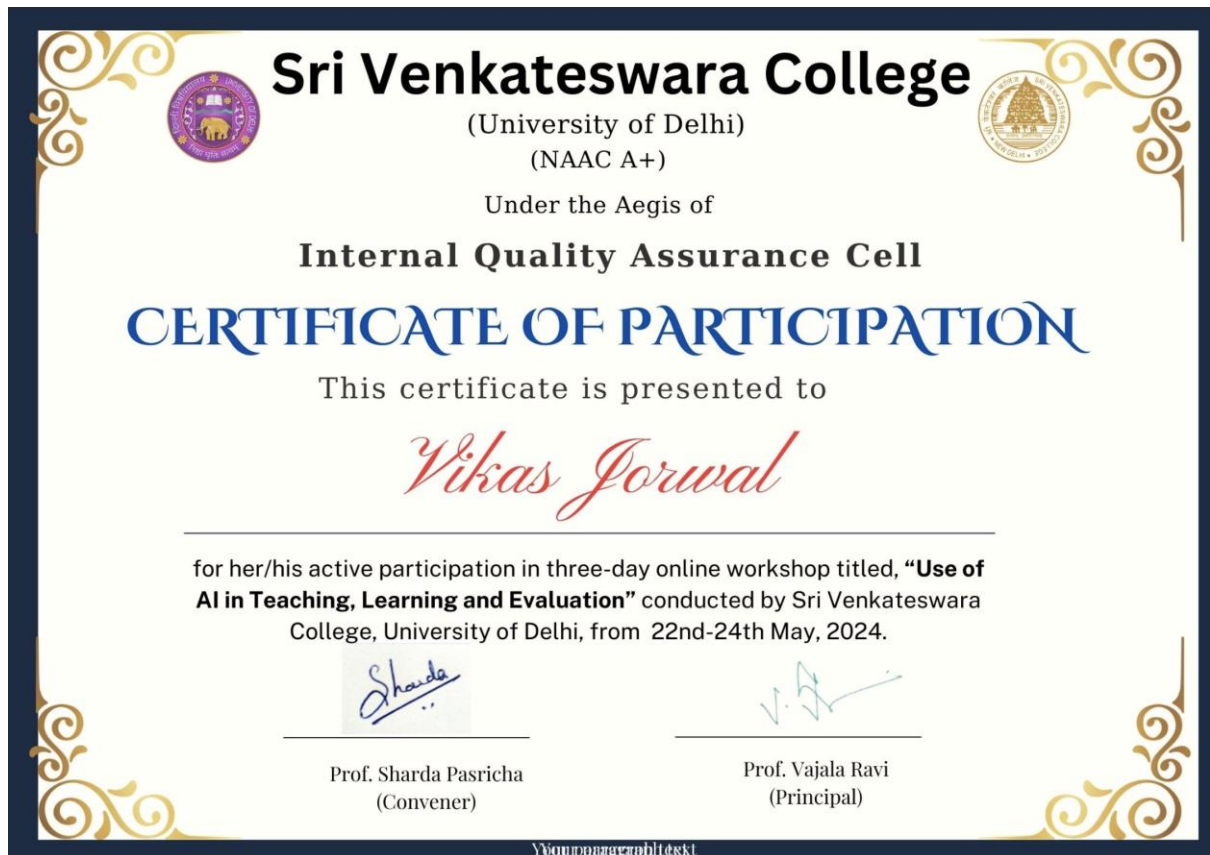 Sri Venkateswara College
(University of Delhi)
(NAAC A+)
Under the Aegis of
Internal Quality Assurance Cell
CERTIFICATE OF PARTICIPATION
This certificate is presented to
Vikas Jorwal
for her/his active participation in three-day online workshop titled, “Use of
AI in Teaching, Learning and Evaluation” conducted by Sri Venkateswara
College, University of Delhi, from 22nd-24th May, 2024.
Sharda
Prof. Sharda Pasricha
(Convener)
Prof. Vajala Ravi
(Principal)
Your paragraph text